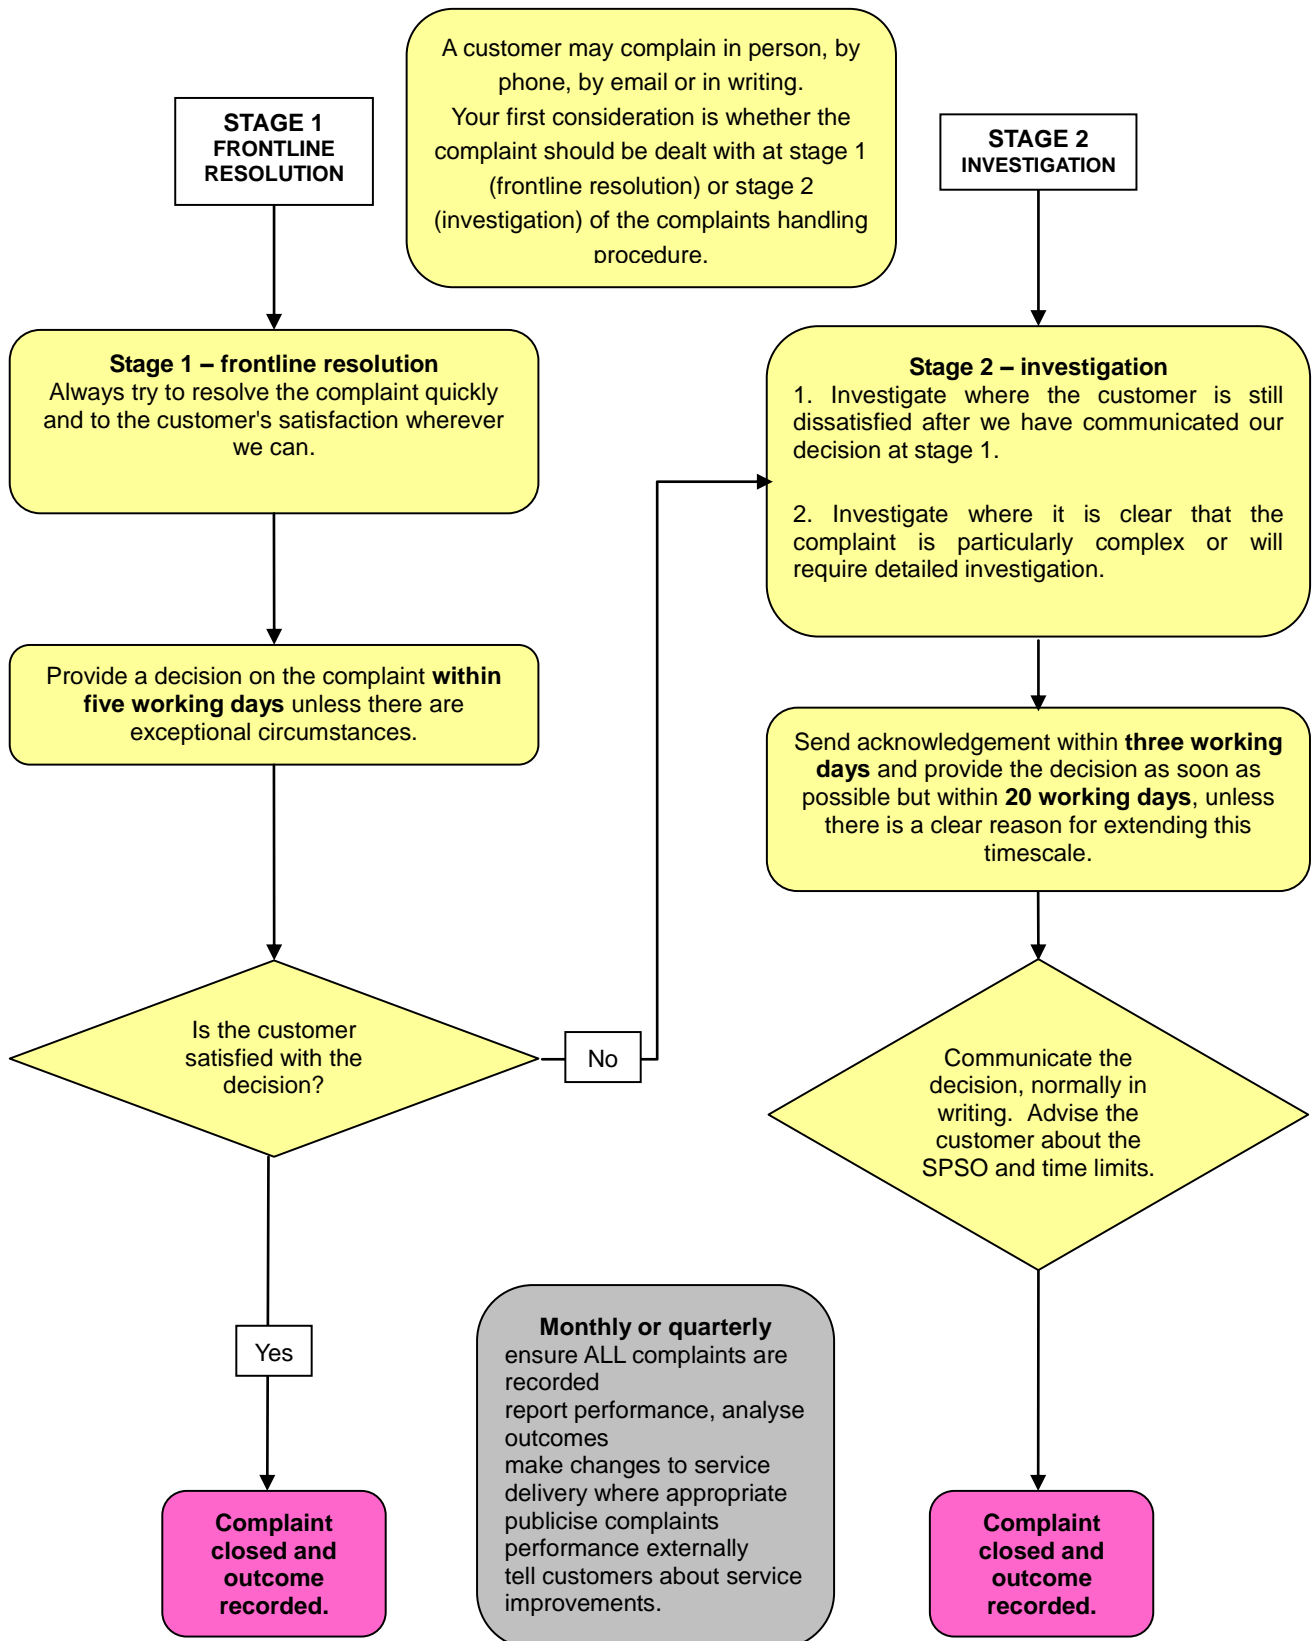 A customer may complain in person, by
phone, by email or in writing.
Your first consideration is whether the
complaint should be dealt with at stage 1
(frontline resolution) or stage 2
(investigation) of the complaints handling
procedure.
STAGE 1
FRONTLINE
RESOLUTION
STAGE 2
INVESTIGATION
Stage 1 – frontline resolution
Always try to resolve the complaint quickly
and to the customer's satisfaction wherever
we can.
Stage 2 – investigation
1. Investigate where the customer is still
dissatisfied after we have communicated our
decision at stage 1.
2. Investigate where it is clear that the
complaint is particularly complex or will
require detailed investigation.
Provide a decision on the complaint within
five working days unless there are
exceptional circumstances.
Send acknowledgement within three working
days and provide the decision as soon as
possible but within 20 working days, unless
there is a clear reason for extending this
timescale.
Is the customer
satisfied with the
decision?
No
Communicate the
decision, normally in
writing.  Advise the
customer about the
SPSO and time limits.
Yes
Monthly or quarterly
ensure ALL complaints are
recorded
report performance, analyse
outcomes
make changes to service
delivery where appropriate
publicise complaints
performance externally
tell customers about service
improvements.
Complaint
closed and
outcome
recorded.
Complaint
closed and
outcome
recorded.